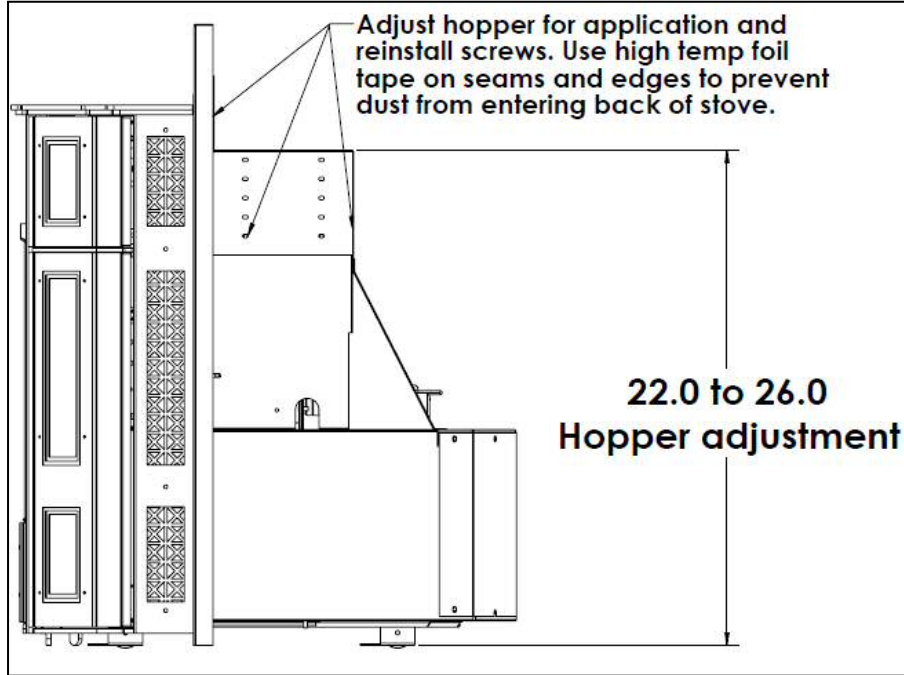 Adjust hopper for application and
reinstall screws. Use high temp foil
tape on seams and edges to prevent
dust from entering back of stove.
22.0 to 26.0
Hopper adjustment